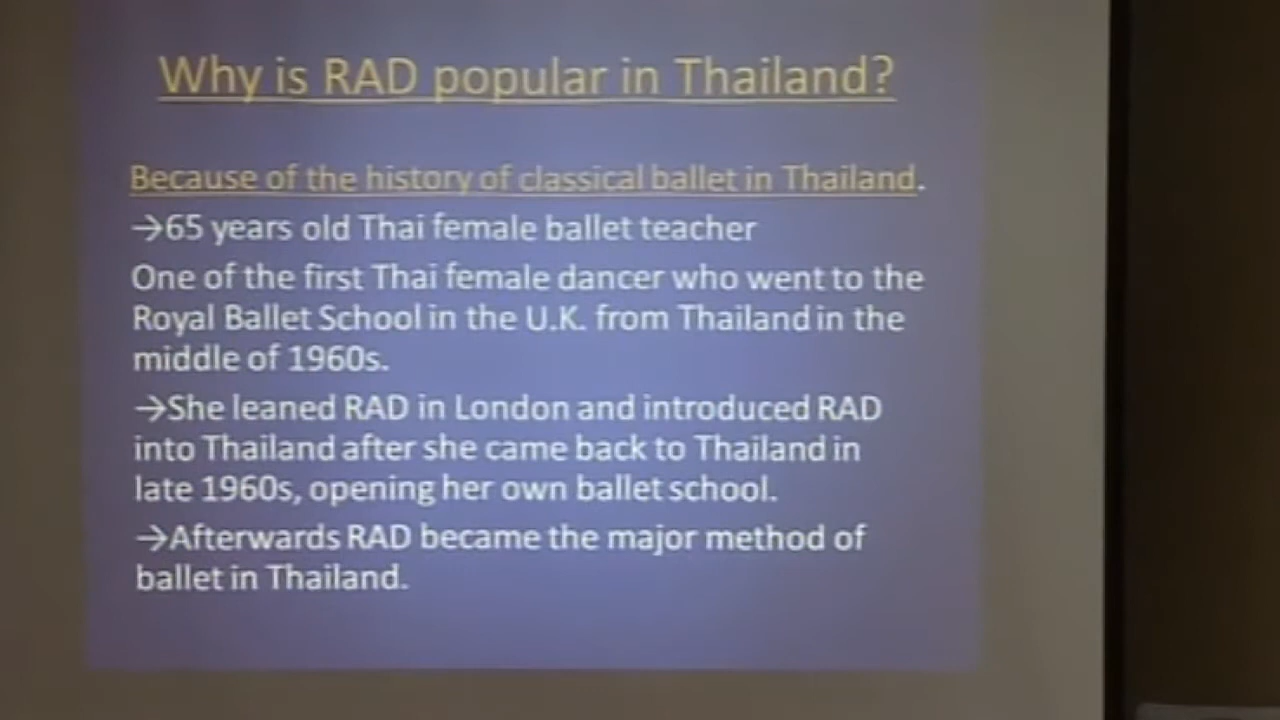 Why is RAD popular in Thailand?
Because of the history of classical ballet in Thailand.
→65 years old Thai female ballet teacher
One of the first Thai female dancer who went to the
Royal Ballet School in the U.K. from Thailand in the
middle of 1960s.
→She leaned RAD in London and introduced RAD
into Thailand after she came back to Thailand in
late 1960s, opening her own ballet school.
→Afterwards RAD became the major method of
ballet in Thailand.